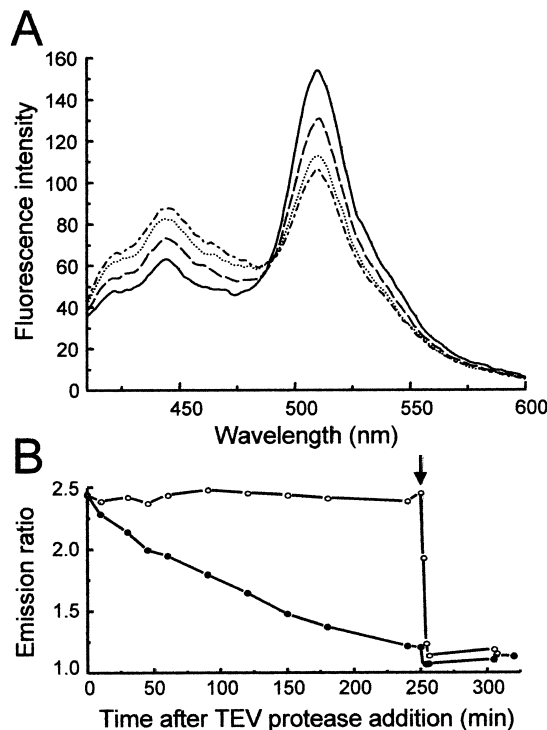 A
160
140
120
100
80
60
40
20
0
Fluorescence intensity
450 500 550 600
Wavelength (nm)
B
2.5
2.0
1.5
1.0
Emission ratio
0 50 100 150 200 250 300
Time after TEV protease addition (min)